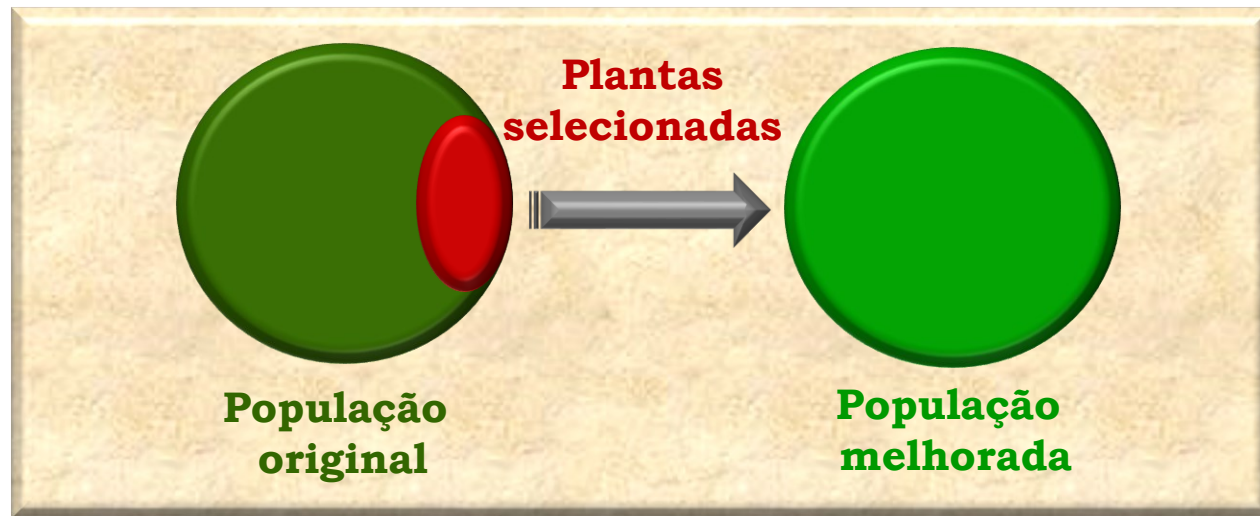 Plantas
selecionadas
População
original
População
melhorada